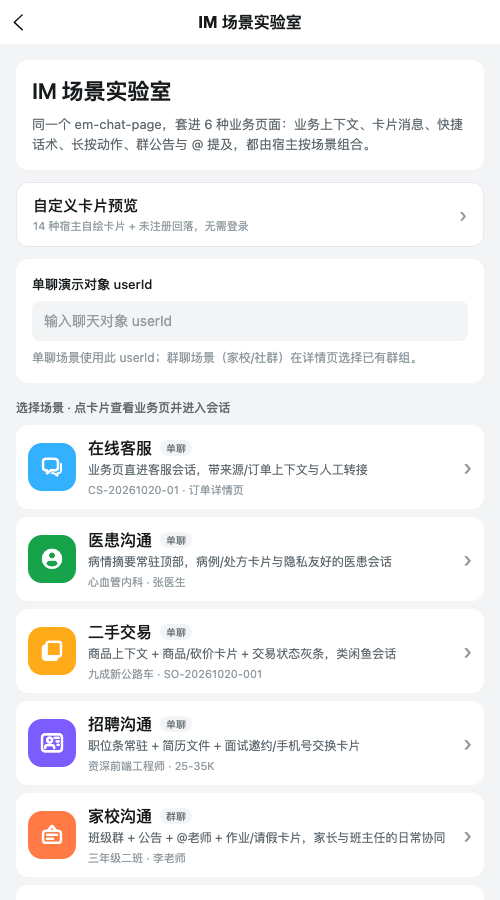 IM 场景实验室
IM 场景实验室
同一个 em-chat-page，套进 6 种业务页面：业务上下文、卡片消息、快捷
话术、长按动作、群公告与 @ 提及，都由宿主按场景组合。
自定义卡片预览
14 种宿主自绘卡片 + 未注册回落，无需登录
单聊演示对象 userId
输入聊天对象 userId
单聊场景使用此 userId；群聊场景（家校/社群）在详情页选择已有群组。
选择场景 · 点卡片查看业务页并进入会话
在线客服 单聊
业务页直进客服会话，带来源/订单上下文与人工转接
CS-20261020-01 · 订单详情页
医患沟通 单聊
病情摘要常驻顶部，病例/处方卡片与隐私友好的医患会话
心血管内科 · 张医生
二手交易 单聊
商品上下文 + 商品/砍价卡片 + 交易状态灰条，类闲鱼会话
九成新公路车 · SO-20261020-001
招聘沟通 单聊
职位条常驻 + 简历文件 + 面试邀约/手机号交换卡片
资深前端工程师 · 25-35K
家校沟通 群聊
班级群 + 公告 + @老师 + 作业/请假卡片，家长与班主任的日常协同
三年级二班 · 李老师